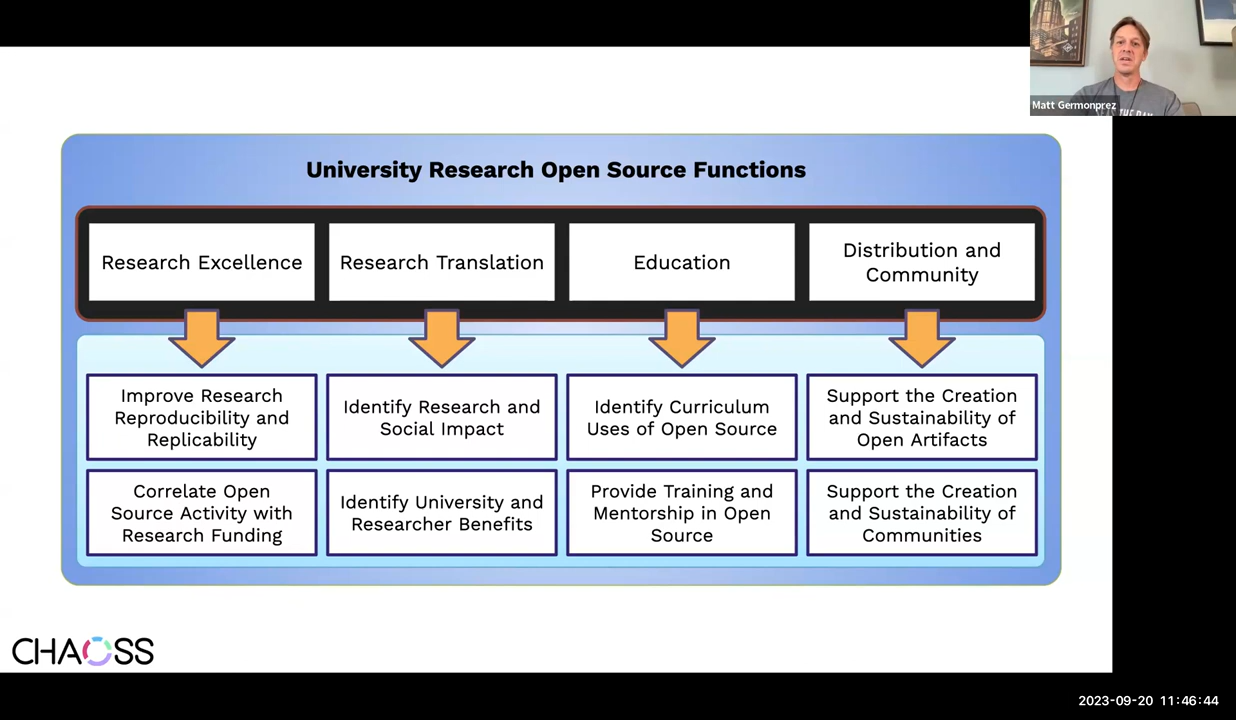 Matt Germonprez
University Research Open Source Functions
Research Excellence
Research Translation
Education
Distribution and
Community
Improve Research
Reproducibility and
Replicability
Identify Research and
Social Impact
Identify Curriculum
Uses of Open Source
Support the Creation
and Sustainability of
Open Artifacts
Correlate Open
Source Activity with
Research Funding
Identify University and
Researcher Benefits
Provide Training and
Mentorship in Open
Source
Support the Creation
and Sustainability of
Communities
CHAOSS
2023-09-20 11:46:44